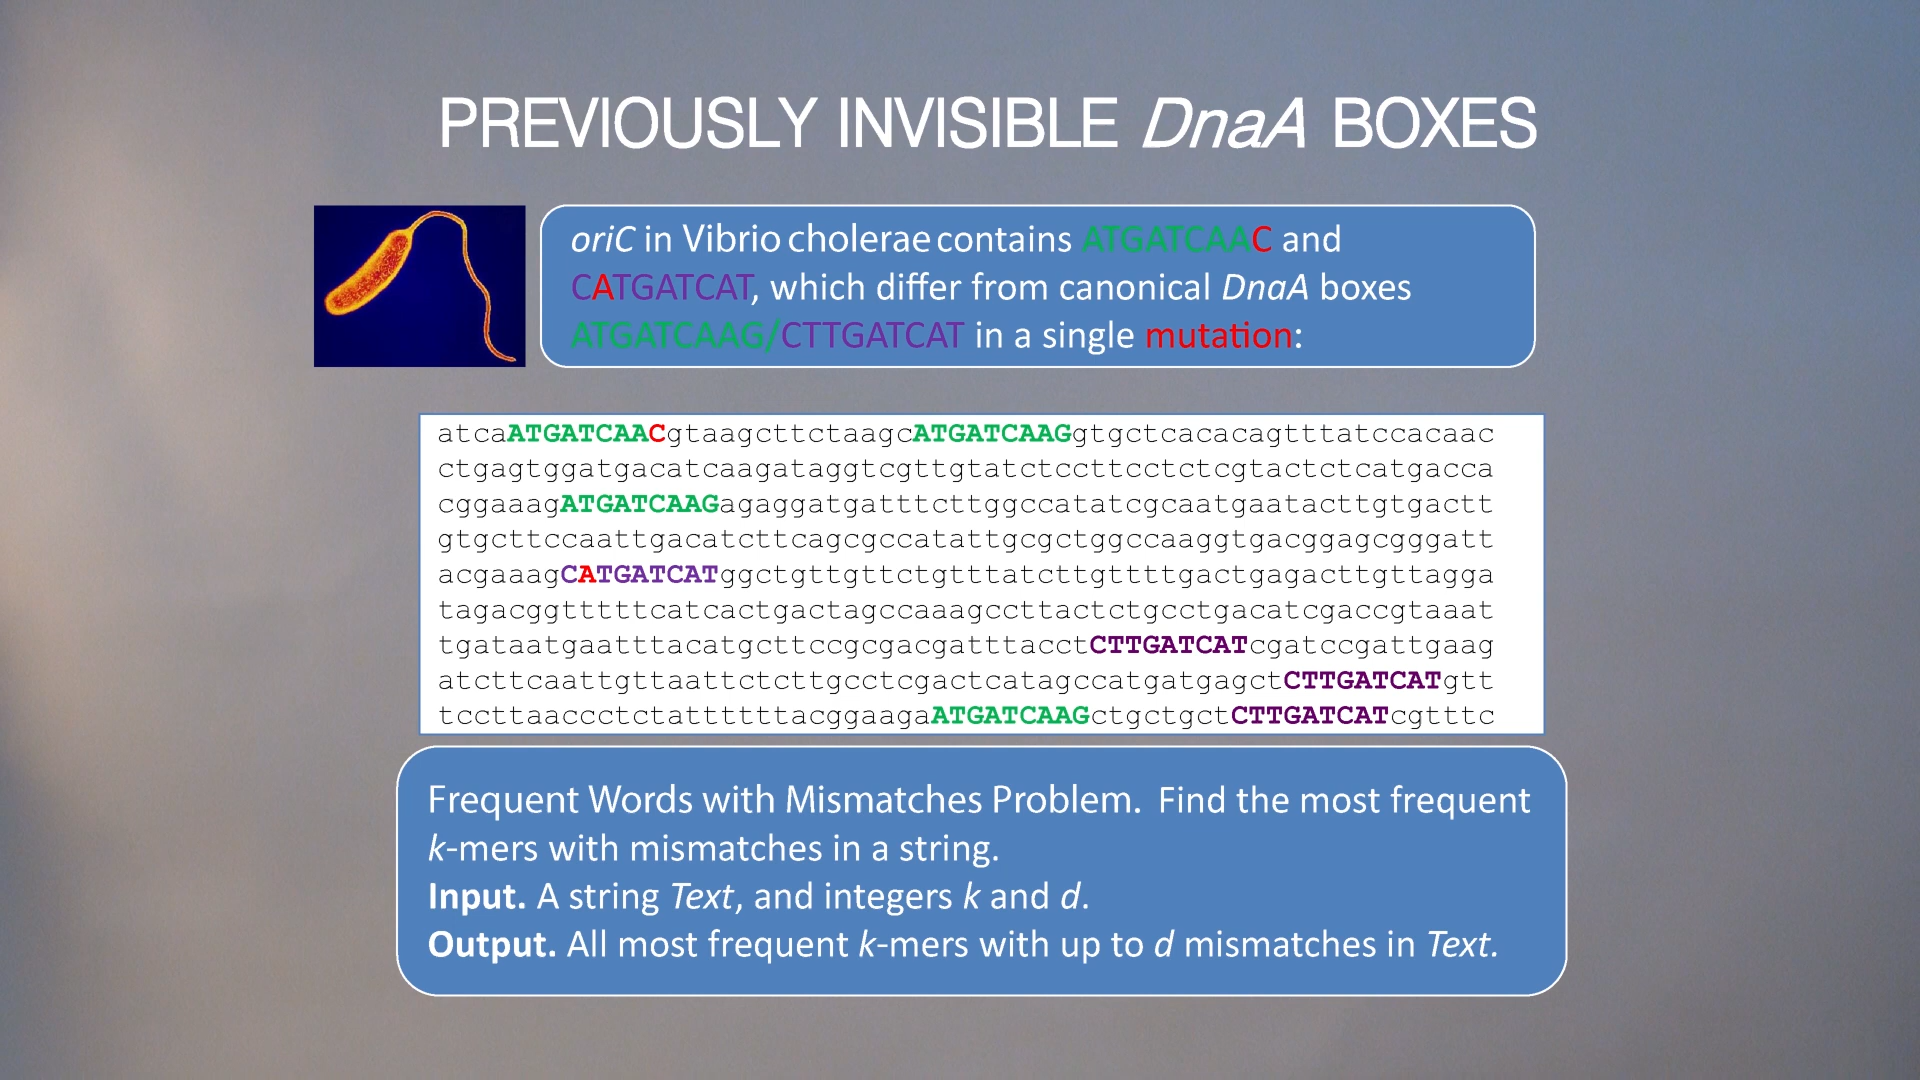 PREVIOUSLY INVISIBLE DnaA BOXES
oriC in Vibrio cholerae contains ATGATCAAC and
CATGATCAT, which differ from canonical DnaA boxes
ATGATCAAG/CTTGATCAT in a single mutation:
atcaATGATCAACgtaagcttctaagcATGATCAAGgtgctcacacagtttatccacaac
ctgagtggatgacatcaagataggtcgttgtatctccttcctctcgtactctcatgacca
cggaaagATGATCAAGagaggatgatttcttggccatatcgcaatgaatacttgtgactt
gtgcttccaattgacatcttcagcgccatattgcgctggccaaggtgacggagcgggatt
acgaaagCATGATCATggctgttgttctgtttatcttgttttgactgagacttgttagga
tagacggtttttcatcactgactagccaaagccttactctgcctgacatcgaccgtaaat
tgataatgaatttacatgcttccgcgacgatttacctCTTGATCATcgatccgattgaag
atcttcaattgttaattctcttgcctcgactcatagccatgatgagctCTTGATCATgtt
tccttaaccctctattttttacggaagaATGATCAAGctgctgctCTTGATCATcgtttc
Frequent Words with Mismatches Problem. Find the most frequent
k-mers with mismatches in a string.
Input. A string Text, and integers k and d.
Output. All most frequent k-mers with up to d mismatches in Text.